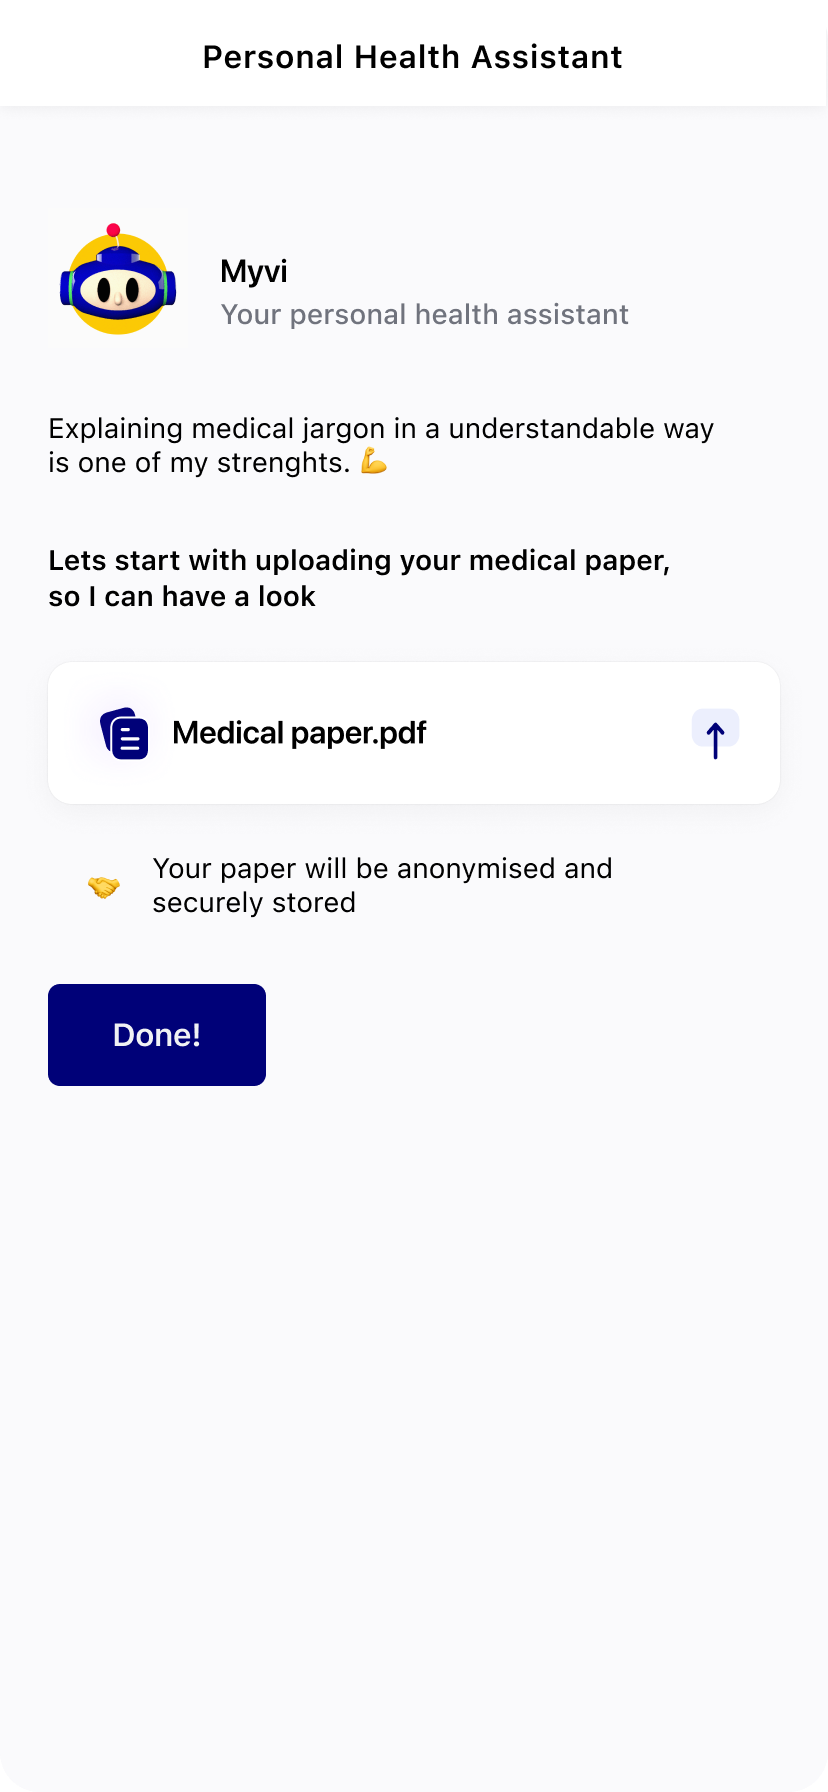 Personal Health Assistant
Myvi
Your personal health assistant
Explaining medical jargon in a understandable way
is one of my strenghts. 💪
Lets start with uploading your medical paper,
so I can have a look
Medical paper.pdf
Your paper will be anonymised and
securely stored
Done!